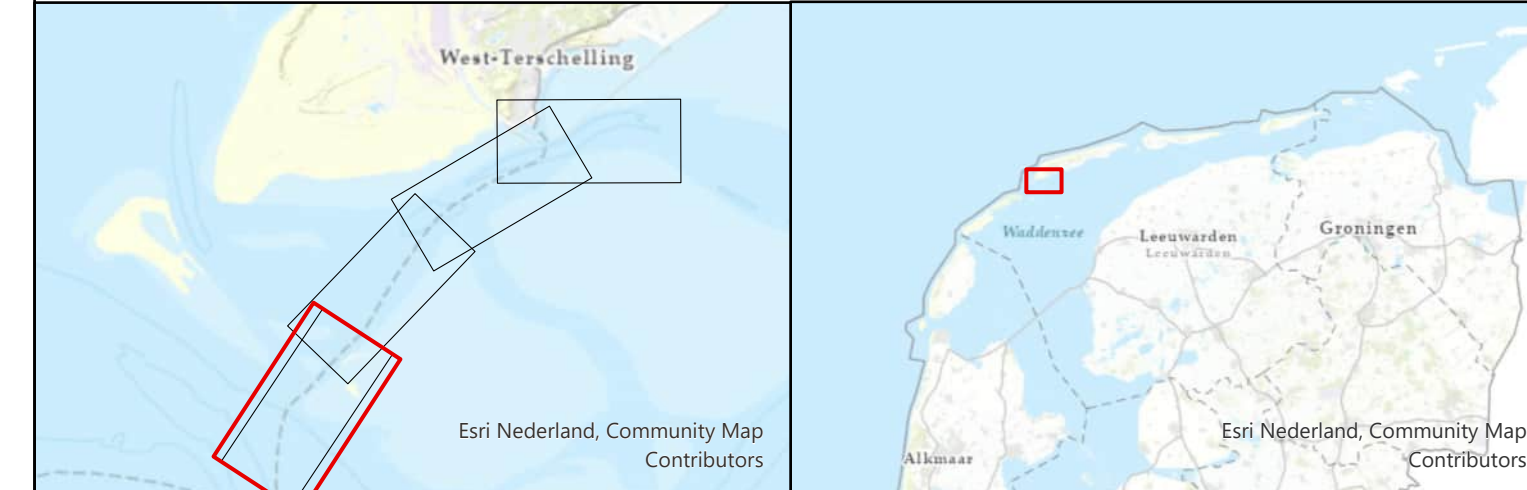 West-Terschelling
Esri Nederland, Community Map
Contributors
Waddenzee
Leeuwarden
Leeuwarden
Groningen
Alkmaar
Esri Nederland, Community Map
Contributors